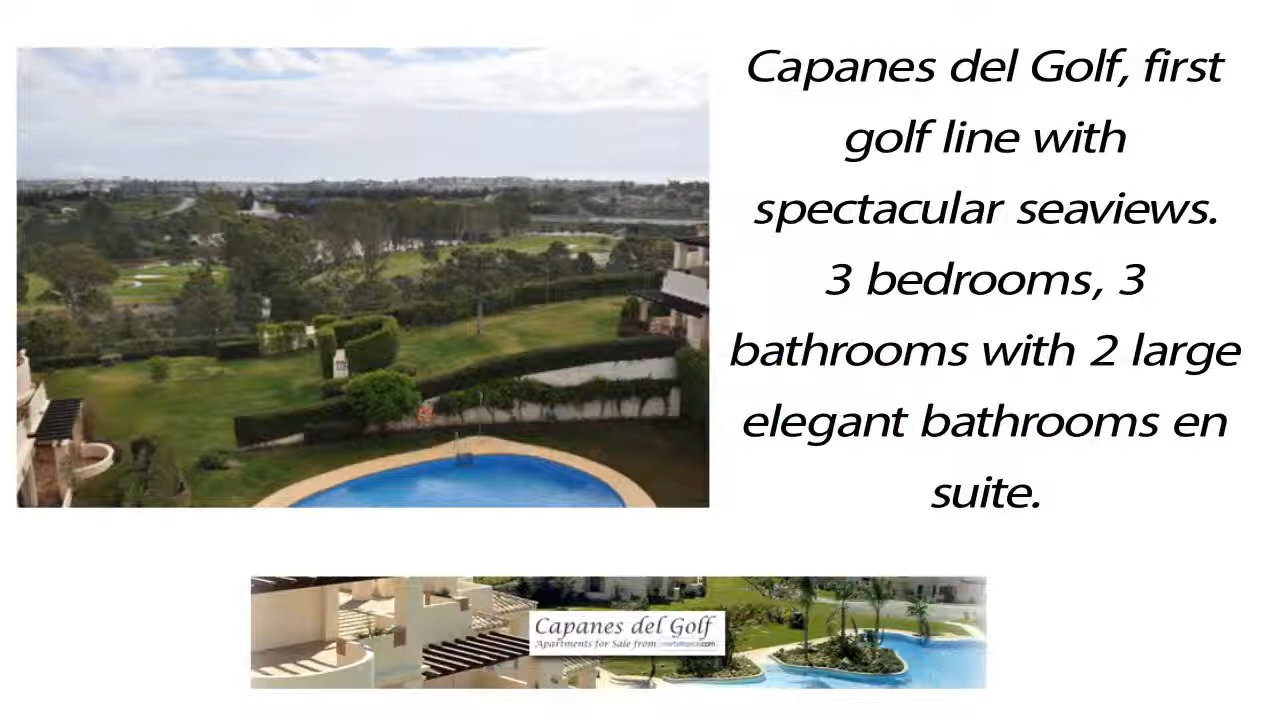 Capanes del Golf, first
golf line with
spectacular seaviews.
3 bedrooms, 3
bathrooms with 2 large
elegant bathrooms en
suite.
Capanes del Golf
Apartments for Sale from